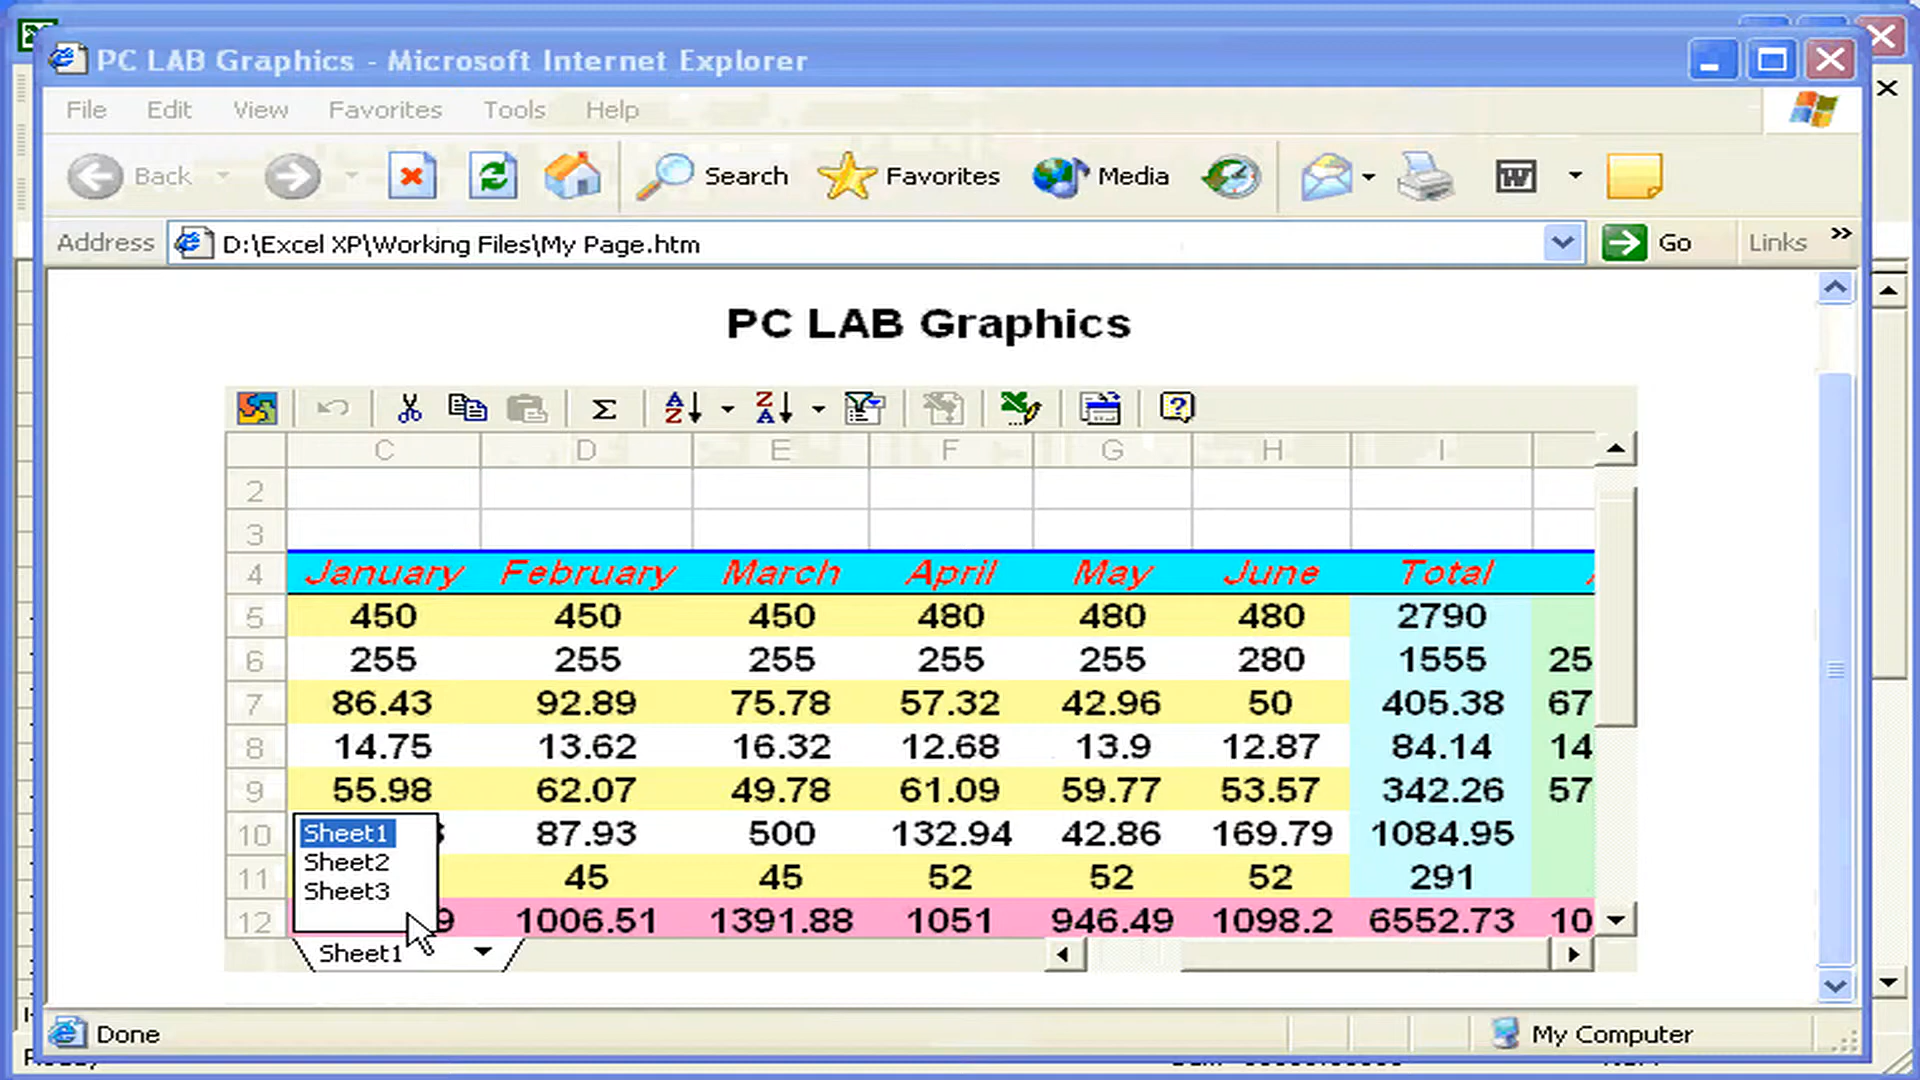 PC LAB Graphics - Microsoft Internet Explorer
File Edit View Favorites Tools Help
Back Search Favorites Media
Address D:\Excel XP\Working Files\My Page.htm Go Links »
PC LAB Graphics
C D E F G H I
2
3
4 January February March April May June Total
5 450 450 450 480 480 480 2790
6 255 255 255 255 255 280 1555 25
7 86.43 92.89 75.78 57.32 42.96 50 405.38 67
8 14.75 13.62 16.32 12.68 13.9 12.87 84.14 14
9 55.98 62.07 49.78 61.09 59.77 53.57 342.26 57
10 87.93 500 132.94 42.86 169.79 1084.95
11 45 45 52 52 52 291
12 9 1006.51 1391.88 1051 946.49 1098.2 6552.73 10
Sheet1
Sheet2
Sheet3
Sheet1
Done My Computer